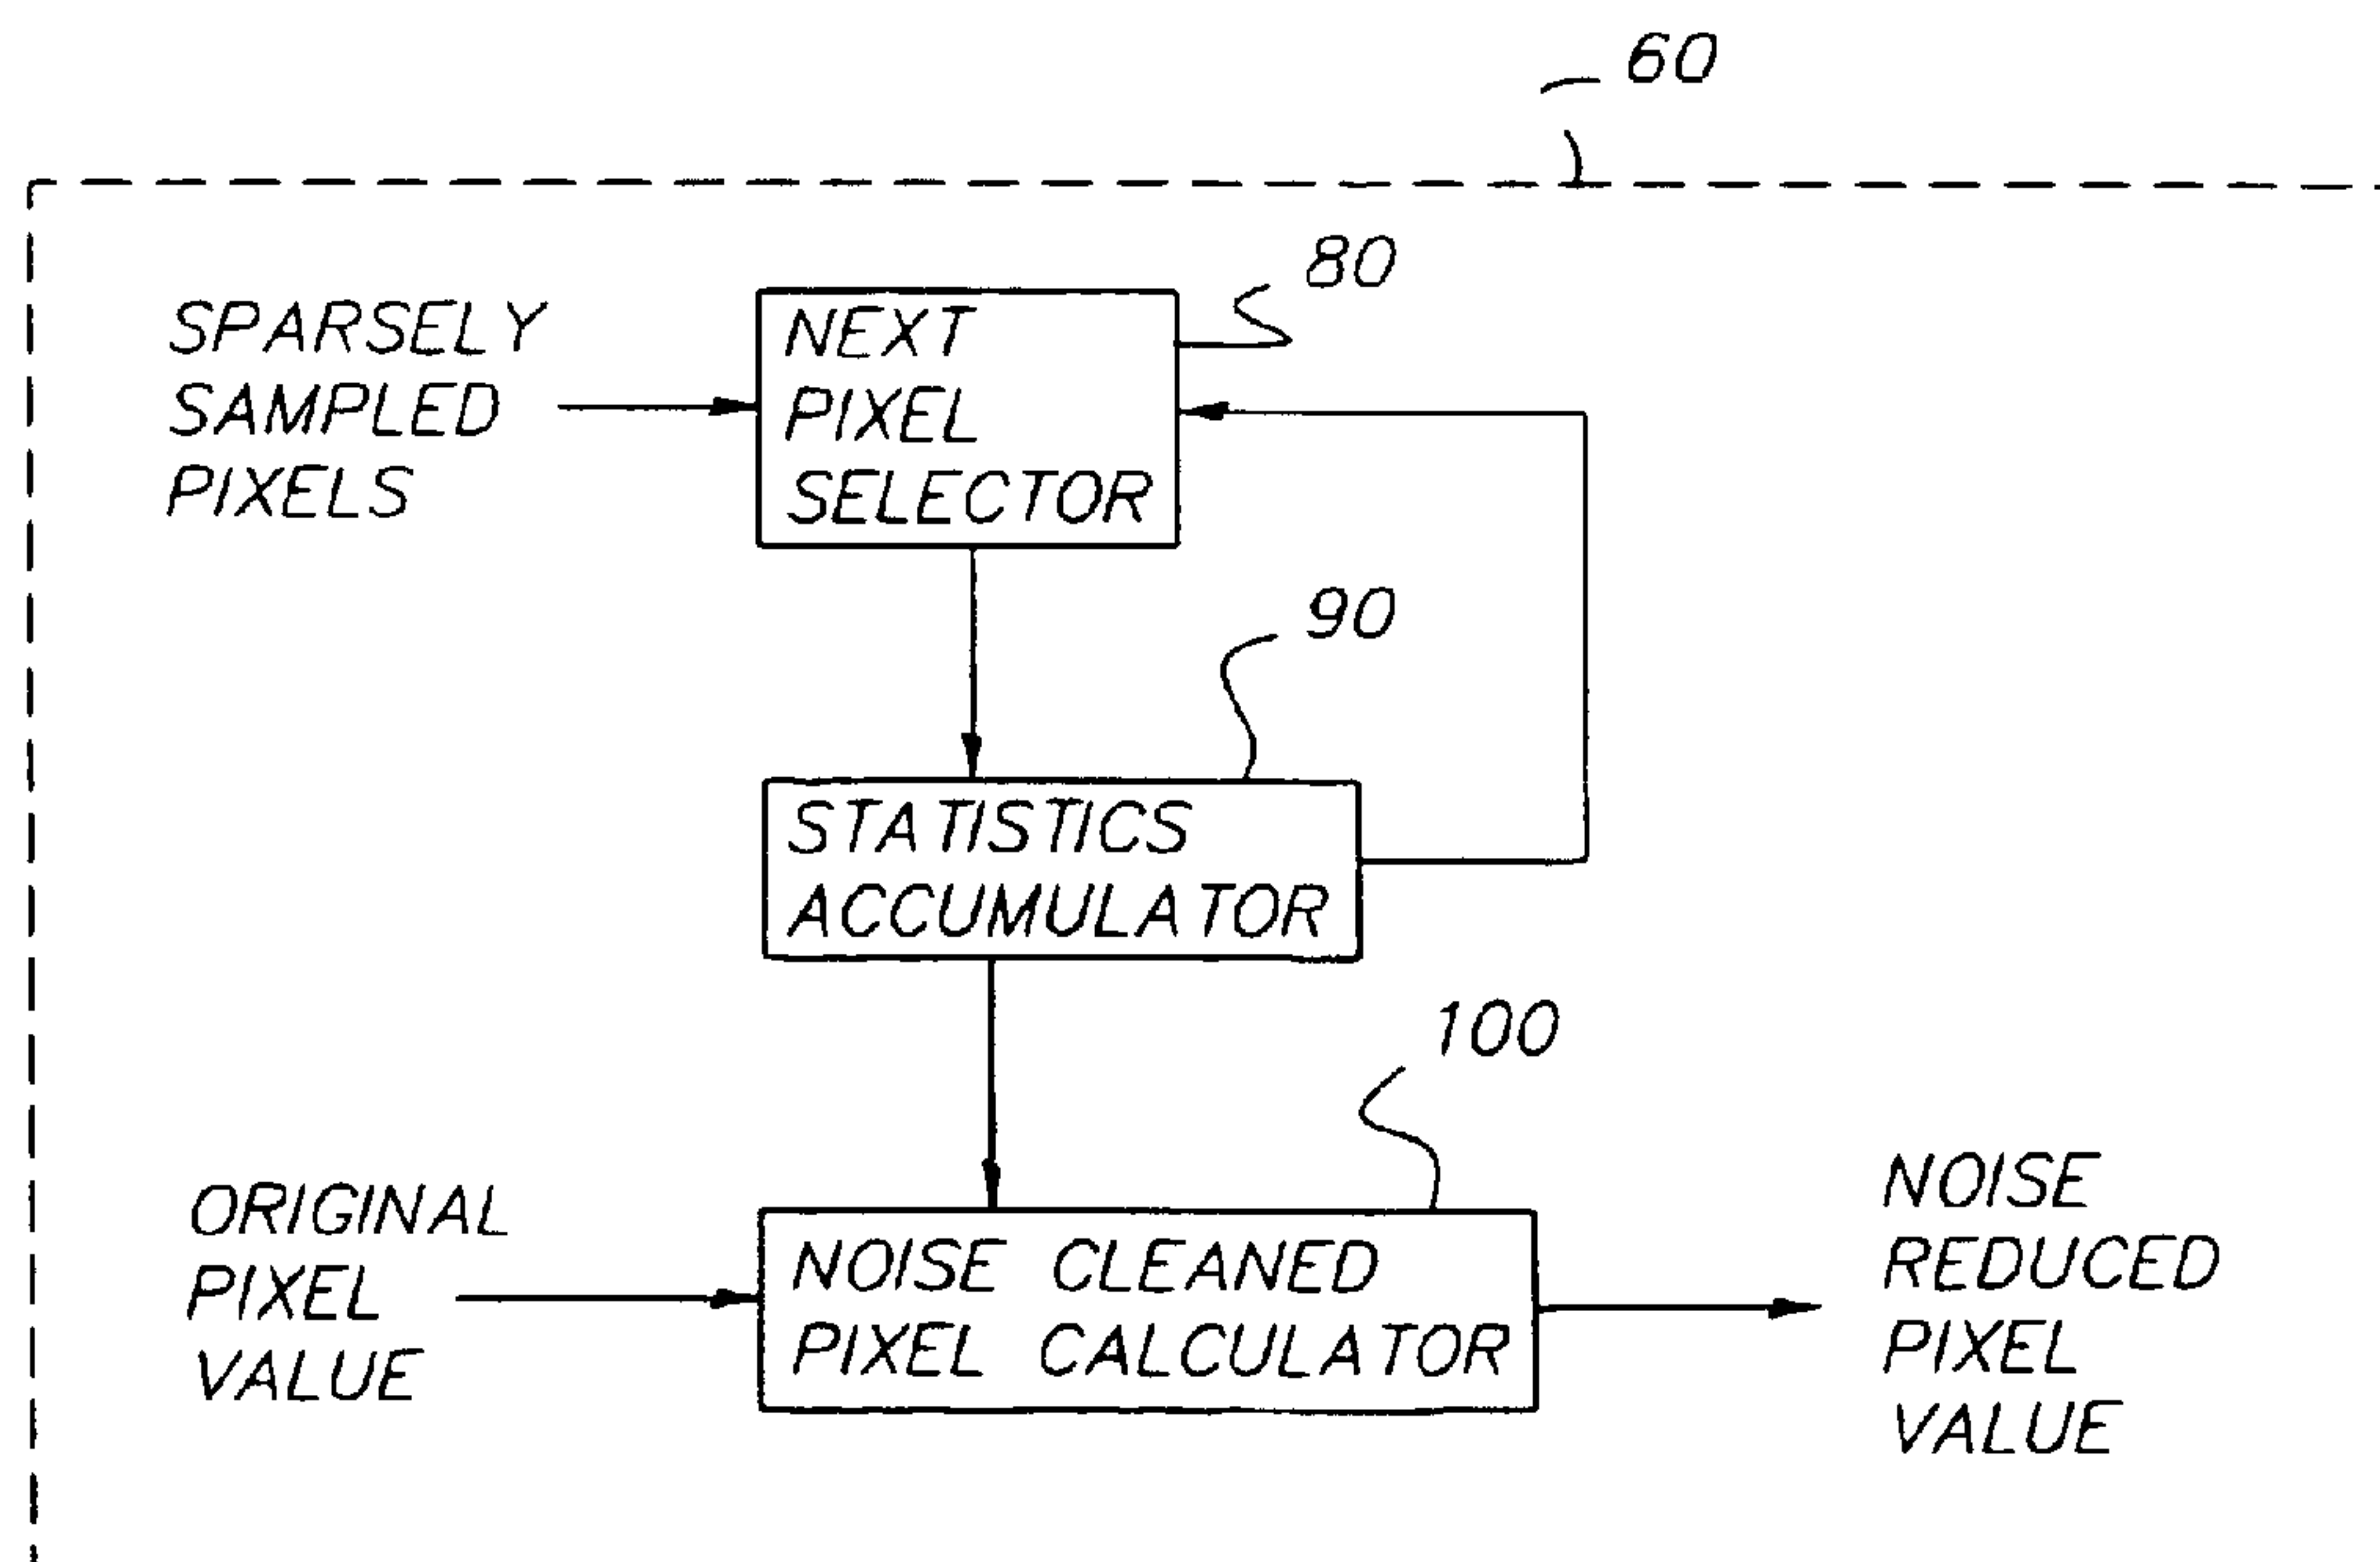 60
80
SPARSELY
SAMPLED
PIXELS
NEXT
PIXEL
SELECTOR
90
STATISTICS
ACCUMULATOR
100
ORIGINAL
PIXEL
VALUE
NOISE CLEANED
PIXEL CALCULATOR
NOISE
REDUCED
PIXEL
VALUE